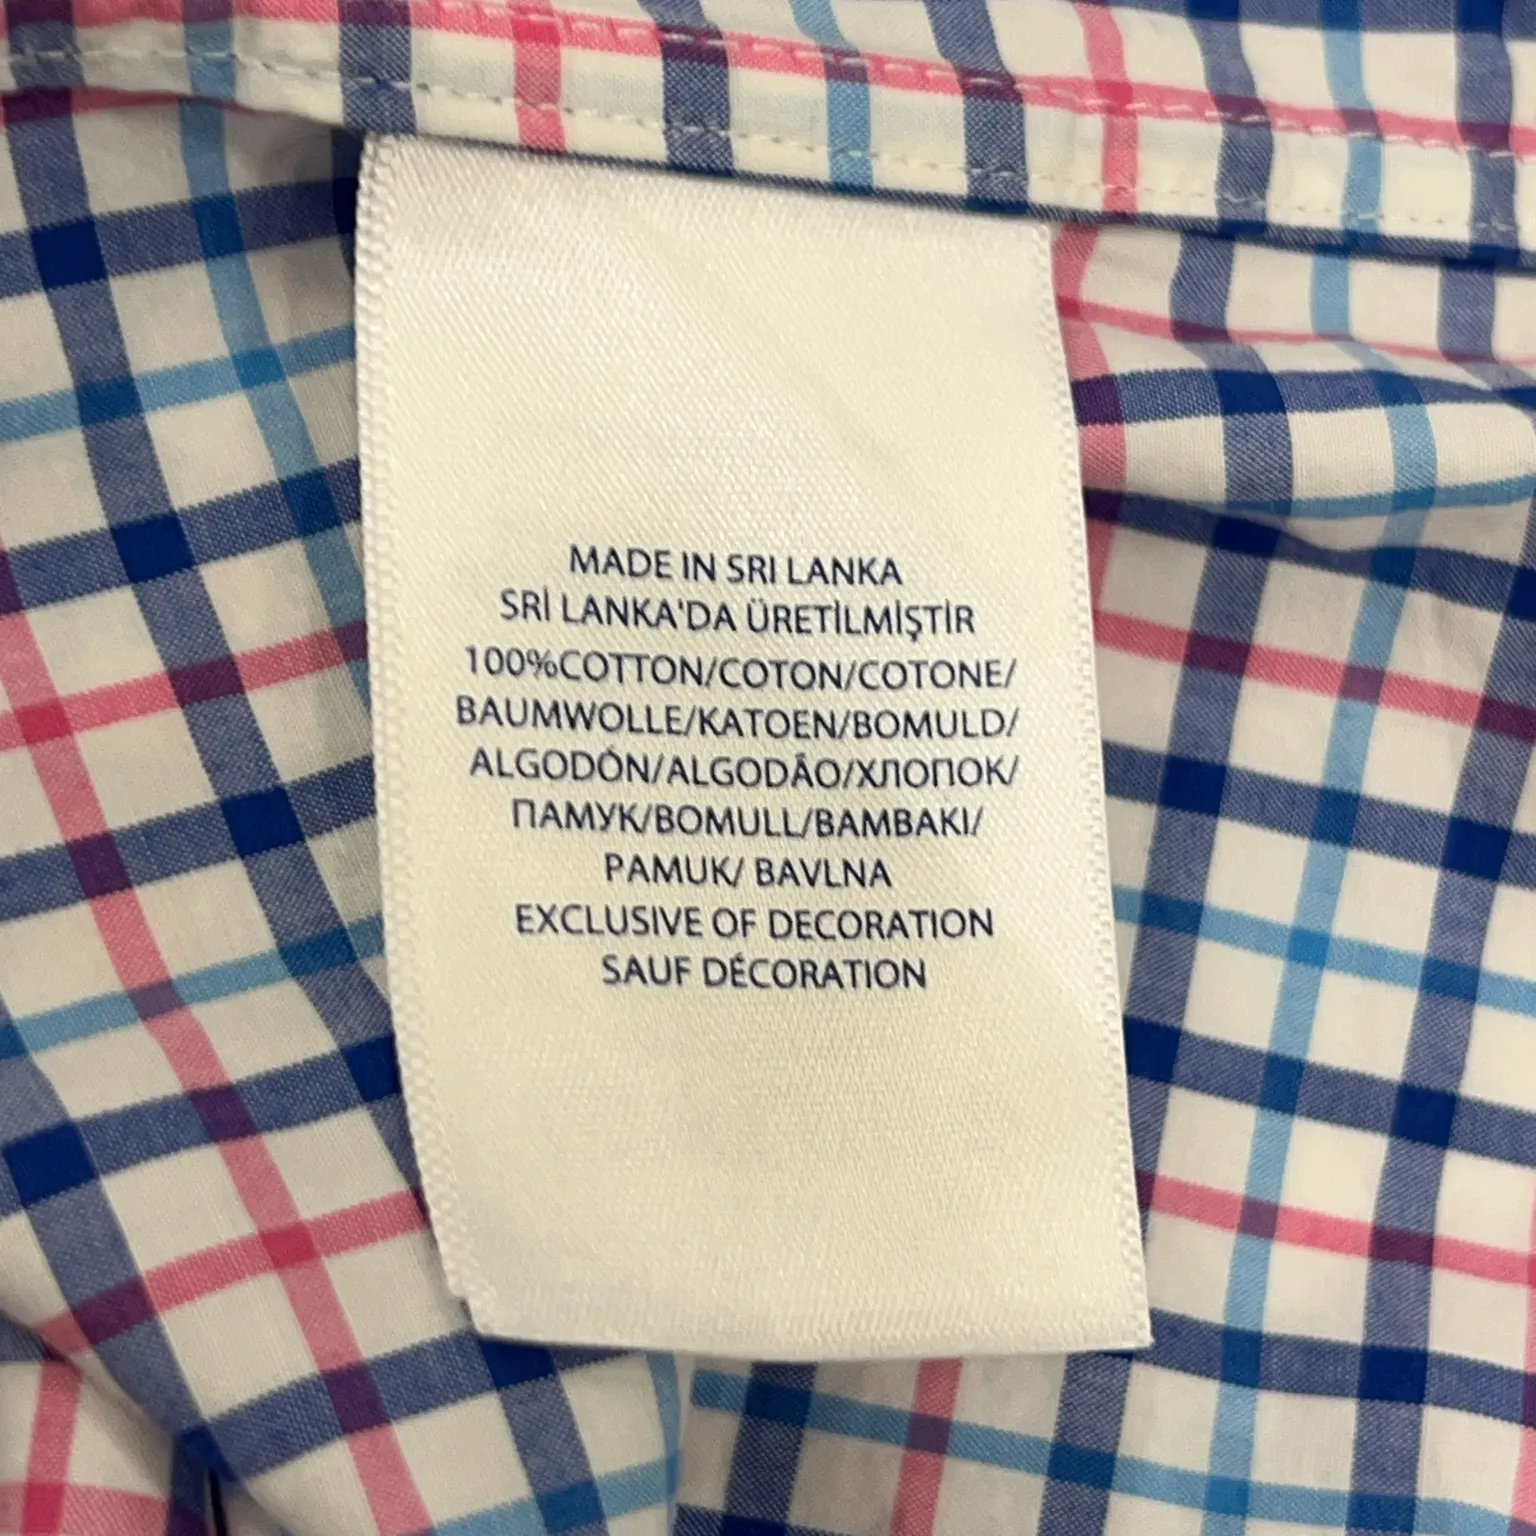 MADE IN SRI LANKA
SRİ LANKA'DA ÜRETİLMİŞTİR
100%COTTON/COTON/COTONE/
BAUMWOLLE/KATOEN/BOMULD/
ALGODÓN/ALGODÃO/ХЛОПОК/
ПАМУК/BOMULL/BAMBAKI/
PAMUK/ BAVLNA
EXCLUSIVE OF DECORATION
SAUF DÉCORATION